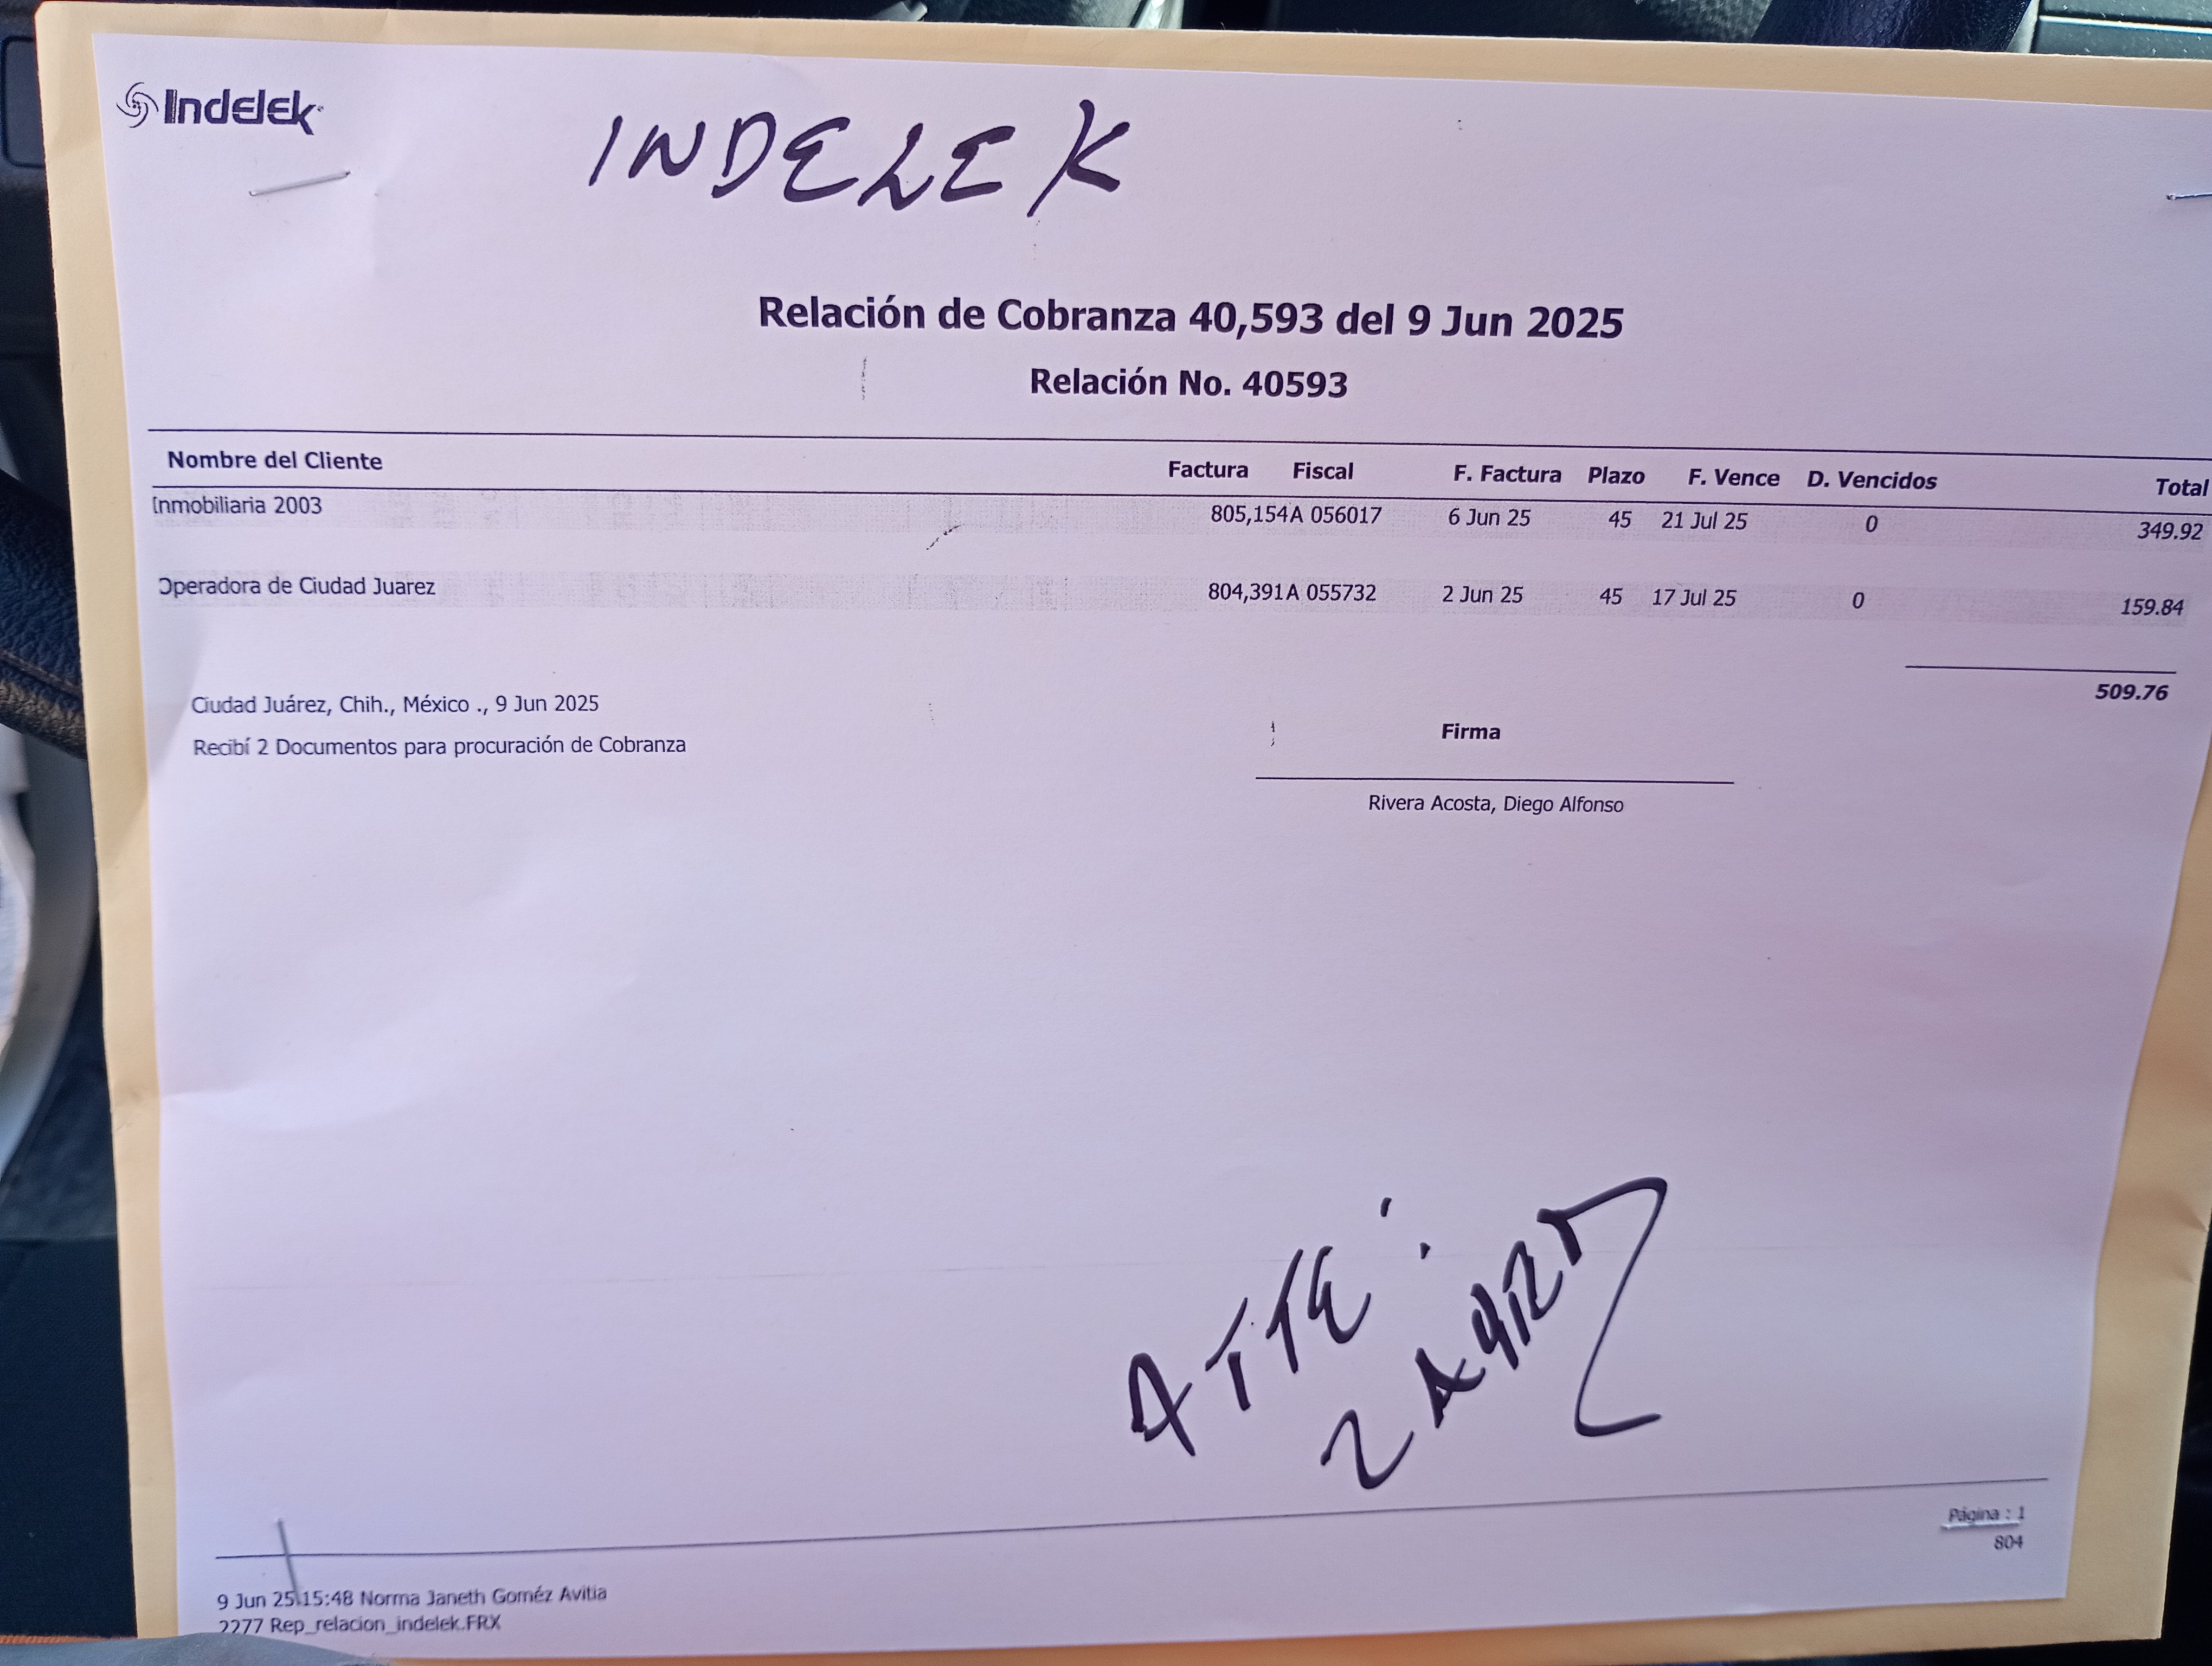 Indelek
INDELEK
Relación de Cobranza 40,593 del 9 Jun 2025
Relación No. 40593
Nombre del Cliente Factura Fiscal F. Factura Plazo F. Vence D. Vencidos Total
Inmobiliaria 2003 805,154A 056017 6 Jun 25 45 21 Jul 25 0 349.92
Operadora de Ciudad Juarez 804,391A 055732 2 Jun 25 45 17 Jul 25 0 159.84
509.76
Ciudad Juárez, Chih., México ., 9 Jun 2025
Recibí 2 Documentos para procuración de Cobranza
Firma
Rivera Acosta, Diego Alfonso
ATTE:
Página : 1
804
9 Jun 25 15:48 Norma Janeth Goméz Avitia
2277 Rep_relacion_indelek.FRX